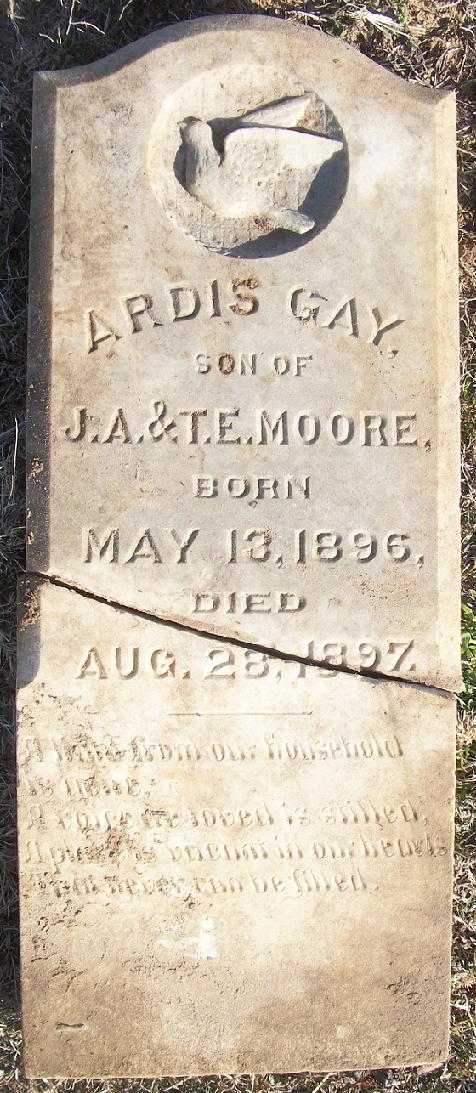 ARDIS GAY,
SON OF
J.A.&T.E.MOORE.
BORN
MAY 13,1896,
DIED
AUG. 28,1897.
from our household
is
A voice we loved is stilled,
A place is vacant in our hearts
That never can be filled.